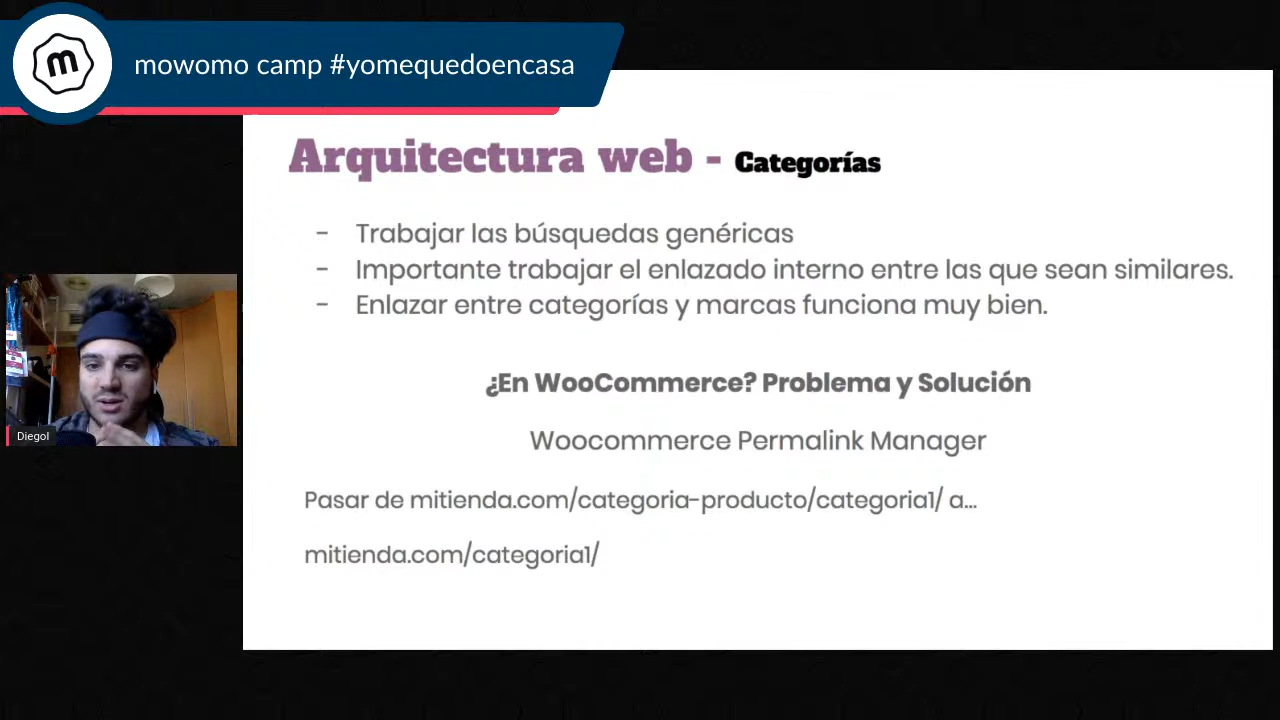 m
mowomo camp #yomequedoencasa
Arquitectura web - Categorías
- Trabajar las búsquedas genéricas
- Importante trabajar el enlazado interno entre las que sean similares.
- Enlazar entre categorías y marcas funciona muy bien.
¿En WooCommerce? Problema y Solución
Woocommerce Permalink Manager
Pasar de mitienda.com/categoria-producto/categoria1/ a...
mitienda.com/categoria1/
Diegol